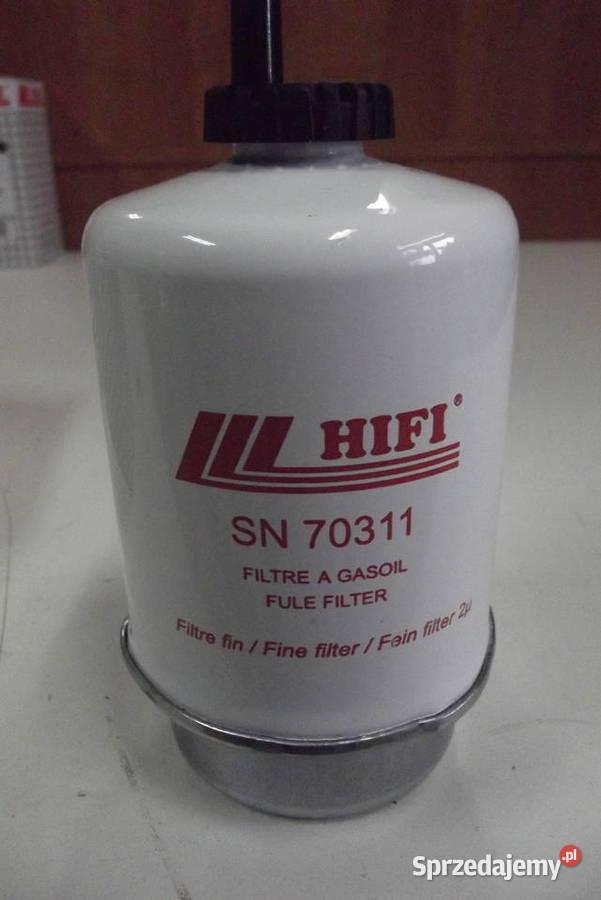 HIFI®
SN 70311
FILTRE A GASOIL
FULE FILTER
Filtre fin / Fine filter / Fein filter 2µ
Sprzedajemy.pl